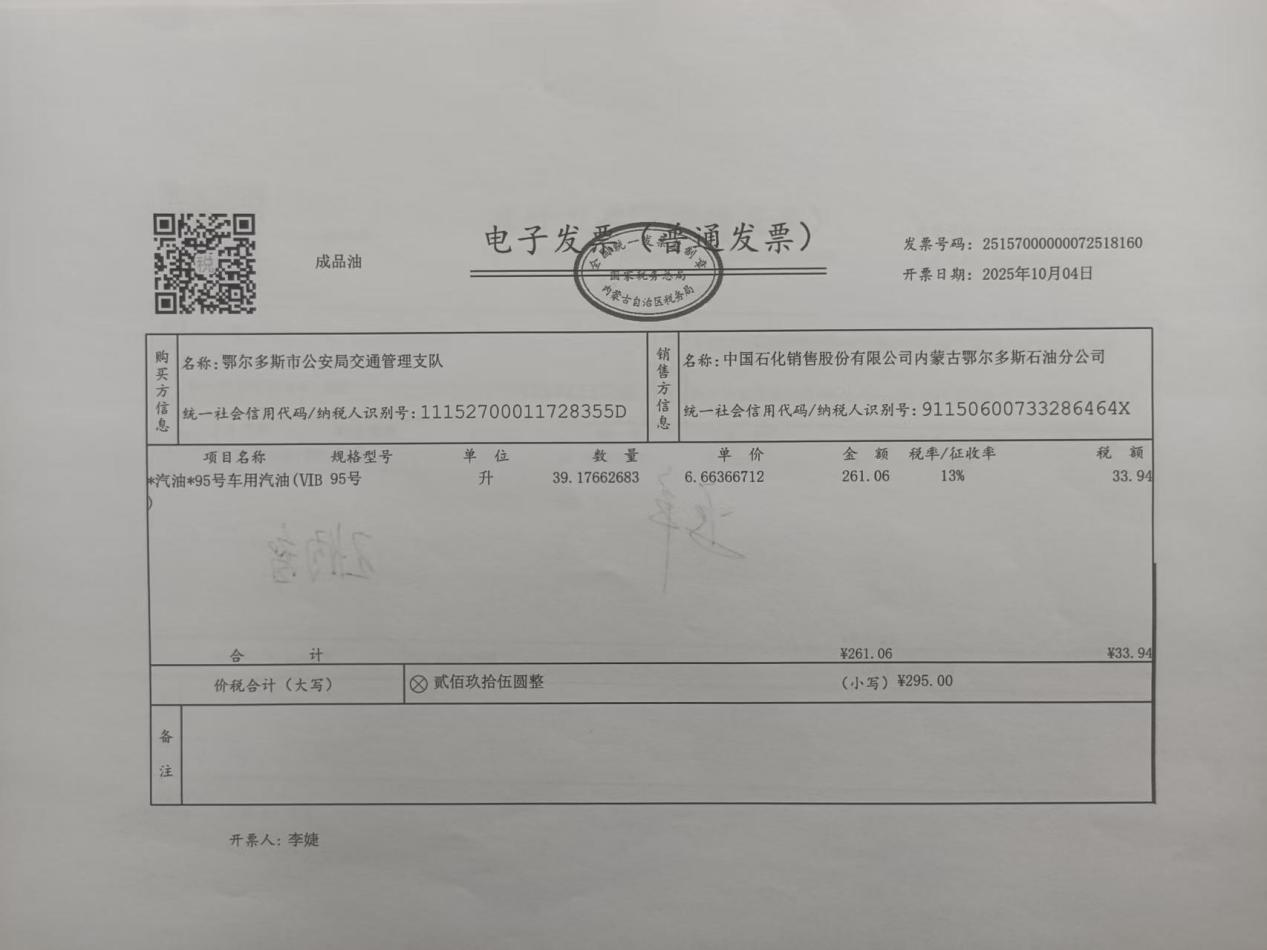 电子发票（普通发票）
税
成品油
全国统一发票监制章
国家税务总局
内蒙古自治区税务局
发票号码：25157000000072518160
开票日期：2025年10月04日
购买方信息
名称：鄂尔多斯市公安局交通管理支队
统一社会信用代码/纳税人识别号：11152700011728355D
销售方信息
名称：中国石化销售股份有限公司内蒙古鄂尔多斯石油分公司
统一社会信用代码/纳税人识别号：91150600733286464X
项目名称 规格型号 单位 数量 单价 金额 税率/征收率 税额
*汽油*95号车用汽油(VIB 95号 升 39.17662683 6.66366712 261.06 13% 33.94
)
合计 ¥261.06 ¥33.94
价税合计（大写） ⊗贰佰玖拾伍圆整 （小写）¥295.00
备注
开票人：李婕